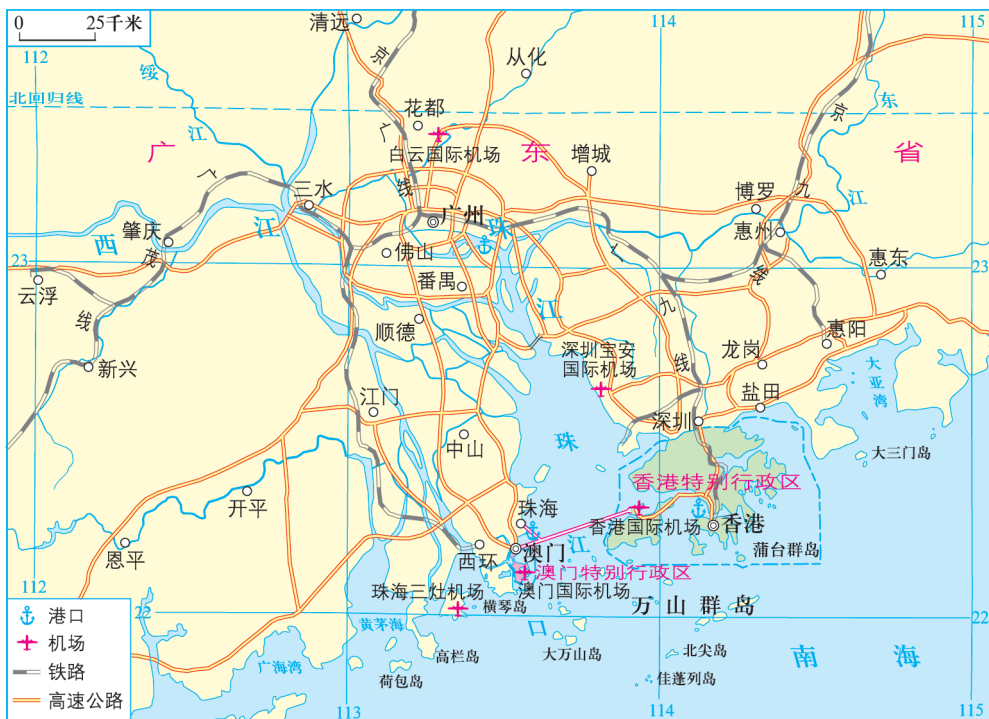 0 25千米
清远
114
115
112
京
从化
绥
北回归线
花都
东
江
广
京
广
白云国际机场
东
增城
省
广
三水
线
博罗
九
江
肇庆
西
江
广州
珠
惠州
茂
佛山
广
线
惠东
23
23
云浮
番禺
江
九
线
顺德
深圳宝安
国际机场
龙岗
惠阳
新兴
线
大
亚
湾
江门
盐田
深圳
中山
珠
大三门岛
开平
香港特别行政区
珠海
香港国际机场
香港
恩平
西环
澳门
江
蒲台群岛
澳门特别行政区
112
珠海三灶机场
澳门国际机场
横琴岛
万山群岛
港口
22
22
黄茅海
口
机场
高栏岛
大万山岛
北尖岛
南海
广海湾
铁路
荷包岛
佳蓬列岛
高速公路
113
114
115